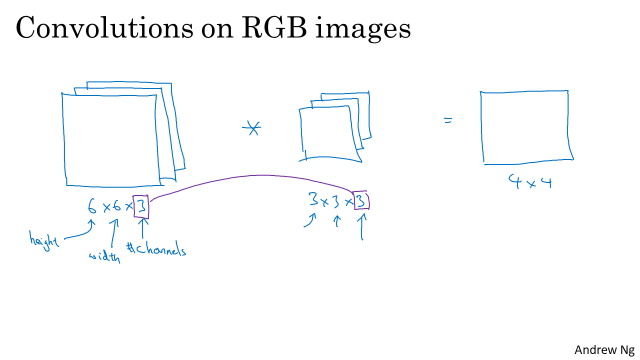 Convolutions on RGB images
* =
6 × 6 × 3 3 × 3 × 3 4 × 4
height width #channels
Andrew Ng